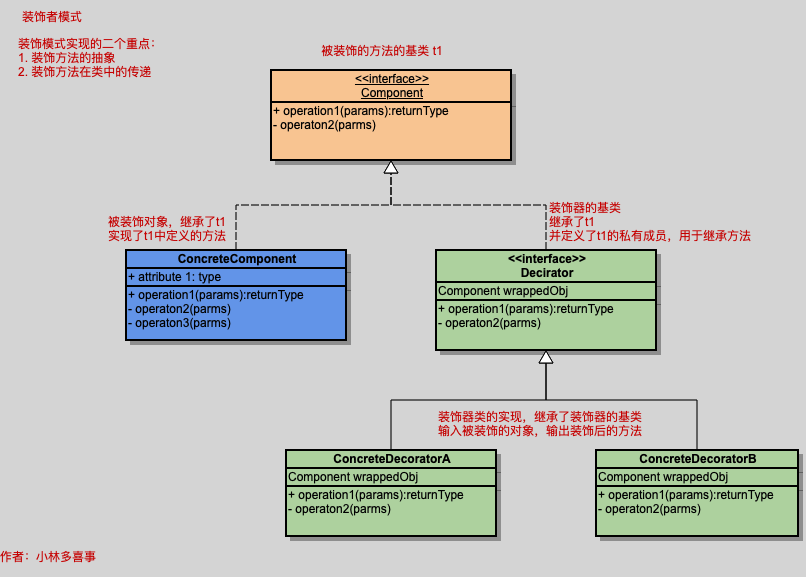 装饰者模式
装饰模式实现的二个重点：
1. 装饰方法的抽象
2. 装饰方法在类中的传递
被装饰的方法的基类 t1
<<interface>>
Component
+ operation1(params):returnType
- operaton2(parms)
被装饰对象，继承了t1
实现了t1中定义的方法
装饰器的基类
继承了t1
并定义了t1的私有成员，用于继承方法
ConcreteComponent
+ attribute 1: type
+ operation1(params):returnType
- operaton2(parms)
- operaton3(parms)
<<interface>>
Decirator
Component wrappedObj
+ operation1(params):returnType
- operaton2(parms)
装饰器类的实现，继承了装饰器的基类
输入被装饰的对象，输出装饰后的方法
ConcreteDecoratorA
Component wrappedObj
+ operation1(params):returnType
- operaton2(parms)
ConcreteDecoratorB
Component wrappedObj
+ operation1(params):returnType
- operaton2(parms)
作者：小林多喜事